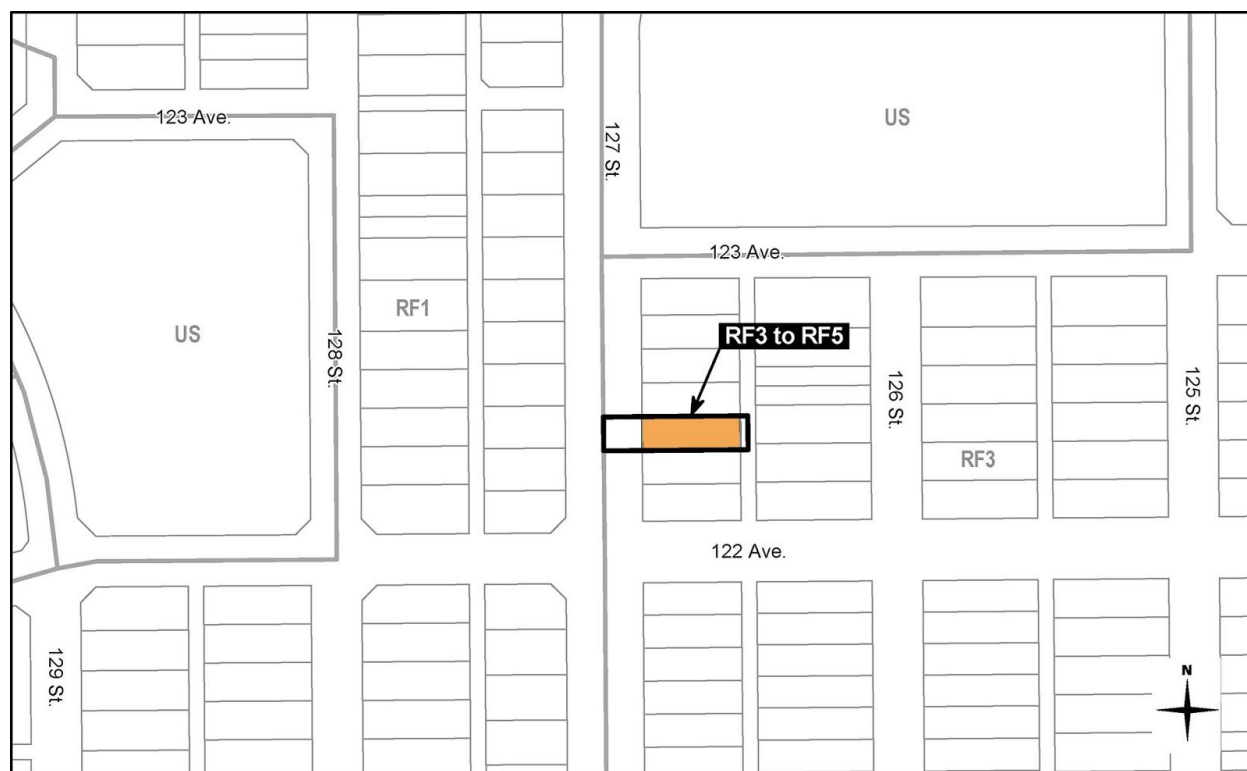 123 Ave.
US
127 St.
123 Ave.
RF1
US
128 St.
RF3 to RF5
126 St.
125 St.
RF3
122 Ave.
129 St.
N